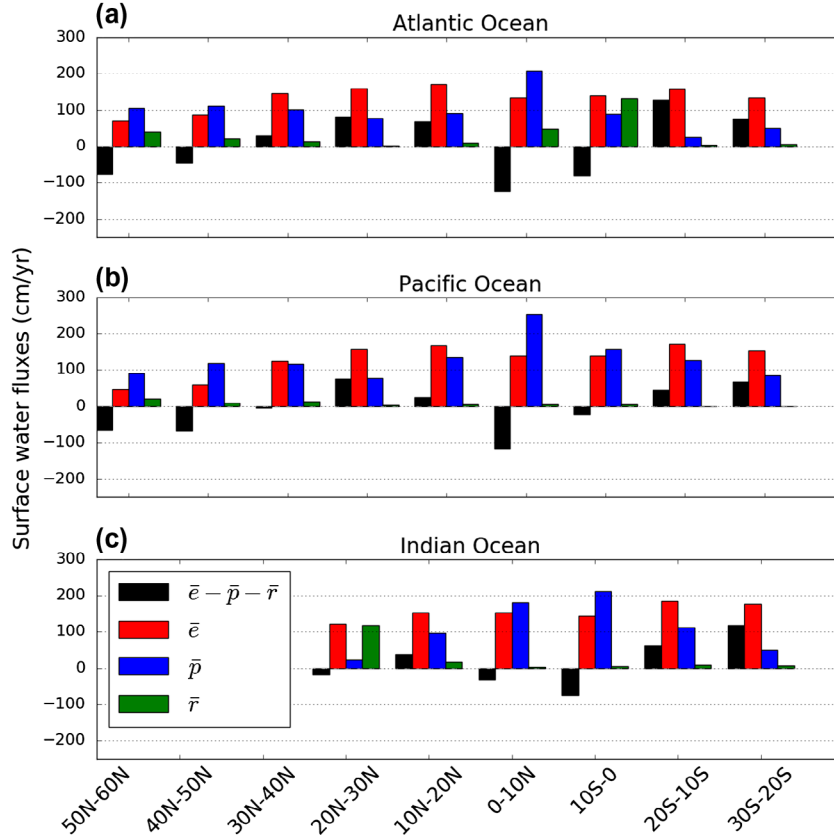 (a)
Atlantic Ocean
300
200
100
0
−100
−200
(b)
Pacific Ocean
300
200
100
0
−100
−200
Surface water fluxes (cm/yr)
(c)
Indian Ocean
300
200
100
0
−100
−200
ē − p̄ − r̄
ē
p̄
r̄
50N-60N
40N-50N
30N-40N
20N-30N
10N-20N
0-10N
10S-0
20S-10S
30S-20S